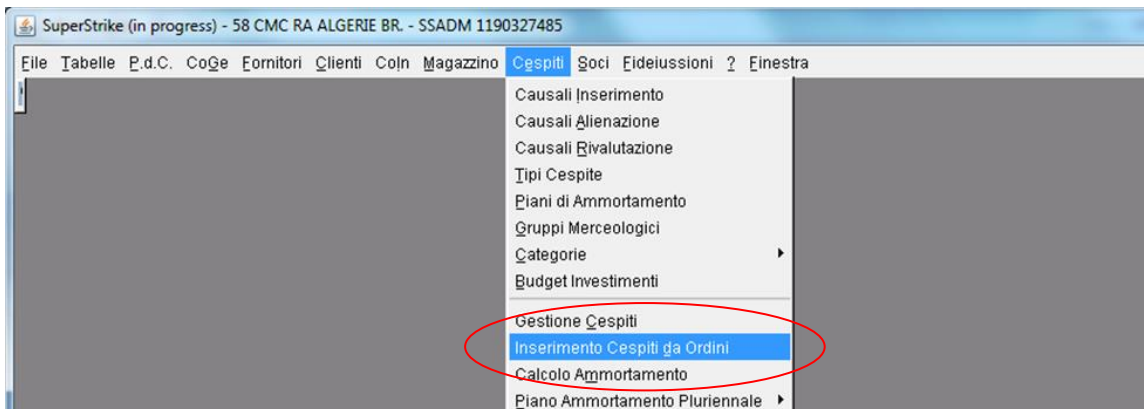 SuperStrike (in progress) - 58 CMC RA ALGERIE BR. - SSADM 1190327485
File Tabelle P.d.C. CoGe Fornitori Clienti CoIn Magazzino Cespiti Soci Fideiussioni ? Finestra
Causali Inserimento
Causali Alienazione
Causali Rivalutazione
Tipi Cespite
Piani di Ammortamento
Gruppi Merceologici
Categorie
Budget Investimenti
Gestione Cespiti
Inserimento Cespiti da Ordini
Calcolo Ammortamento
Piano Ammortamento Pluriennale